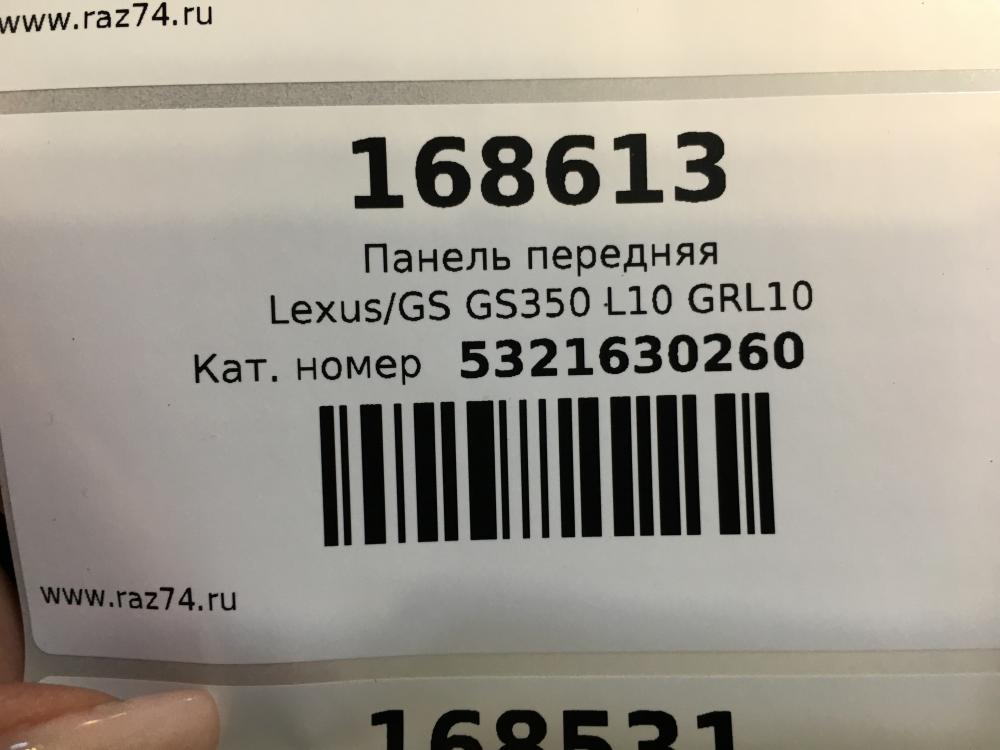 www.raz74.ru
168613
Панель передняя
Lexus/GS GS350 L10 GRL10
Кат. номер 5321630260
www.raz74.ru
168531